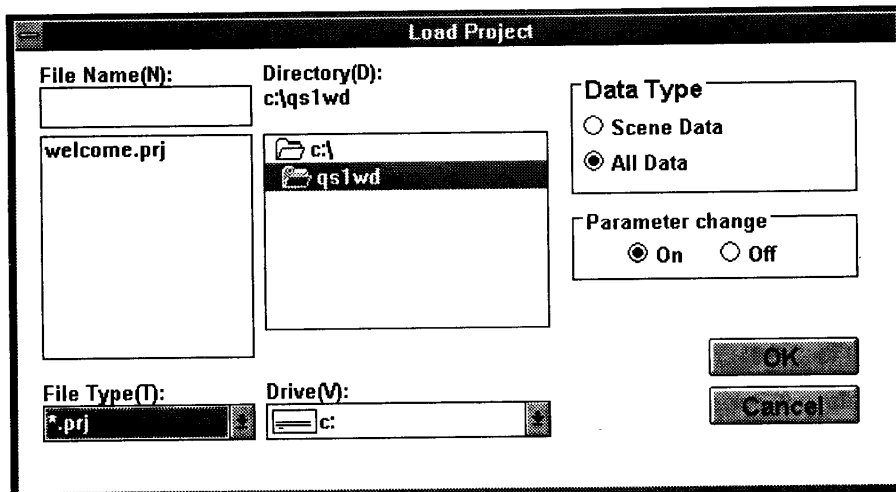 Load Project
File Name(N):
welcome.prj
File Type(T):
*.prj
Directory(D):
c:\qs1wd
c:\
qs1wd
Drive(V):
c:
Data Type
Scene Data
All Data
Parameter change
On Off
OK
Cancel